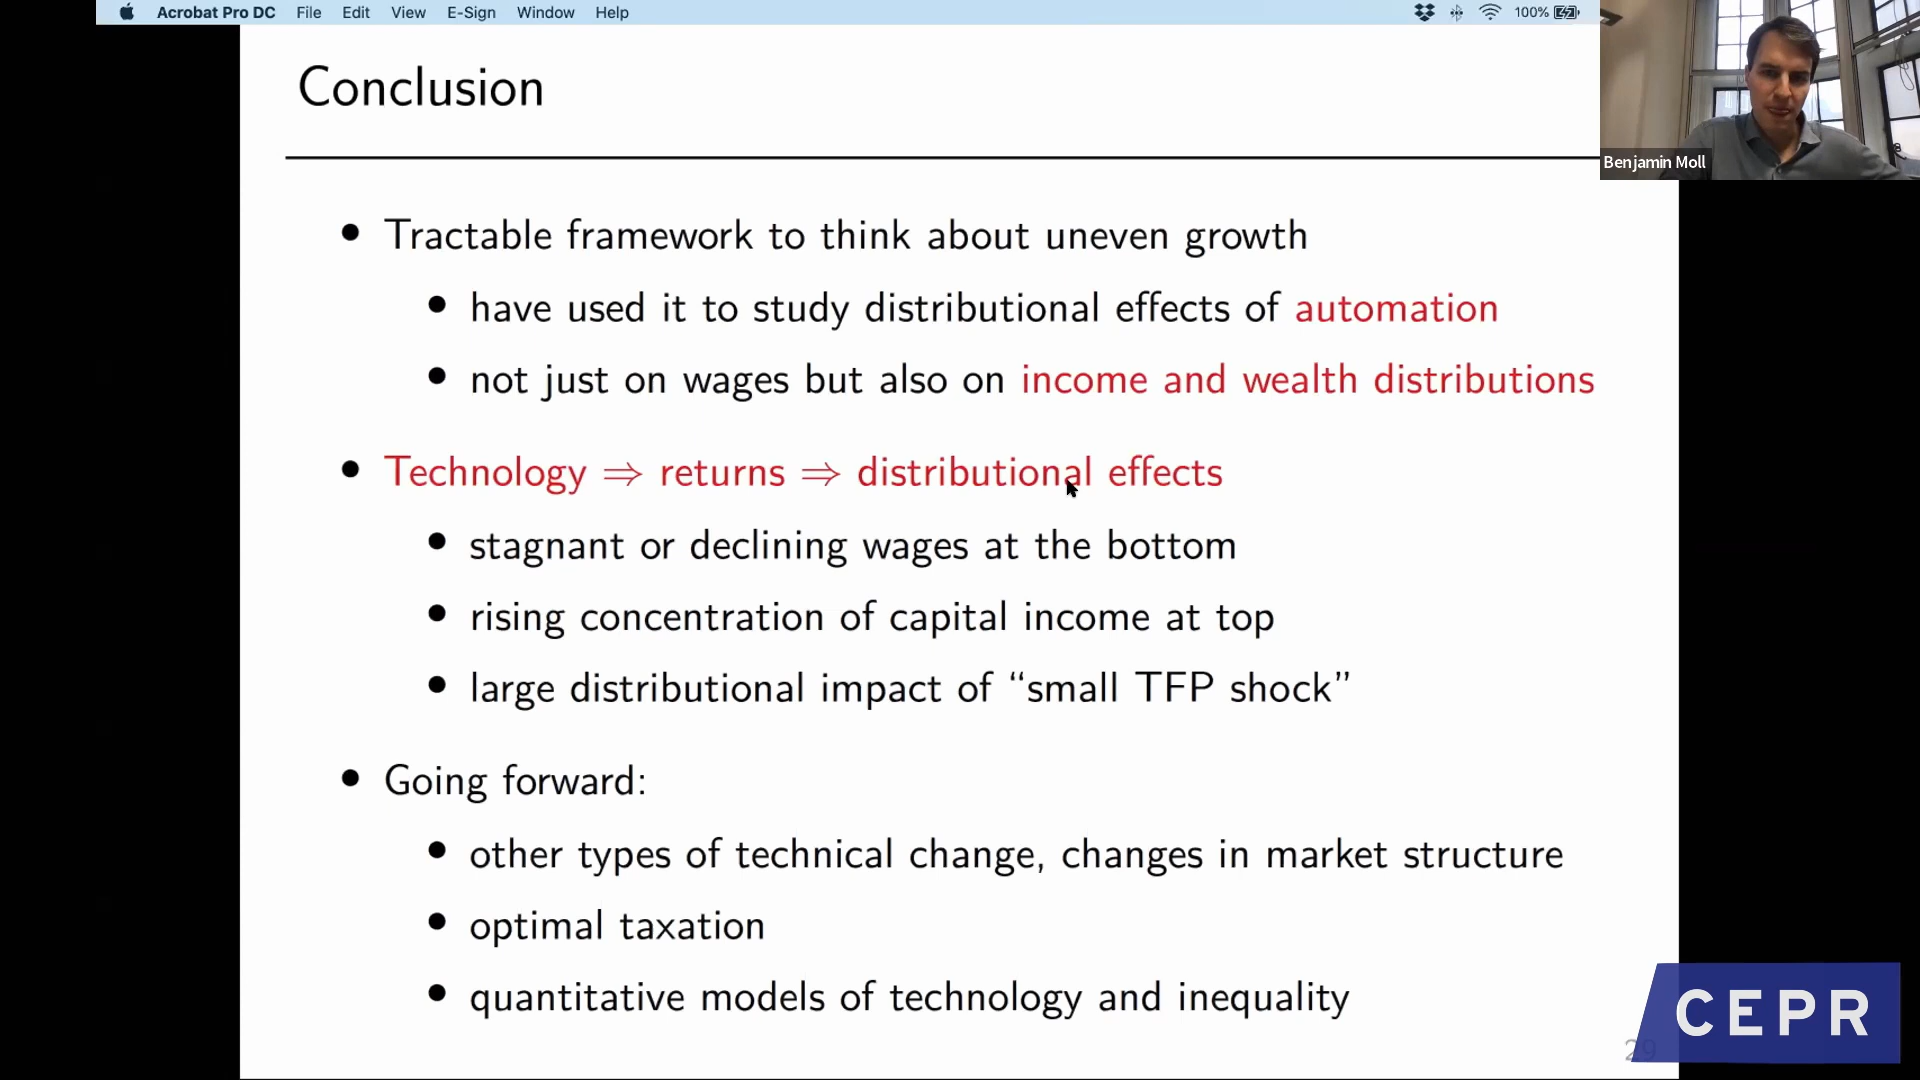 Acrobat Pro DC File Edit View E-Sign Window Help 100%
Conclusion
Benjamin Moll
• Tractable framework to think about uneven growth
• have used it to study distributional effects of automation
• not just on wages but also on income and wealth distributions
• Technology ⇒ returns ⇒ distributional effects
• stagnant or declining wages at the bottom
• rising concentration of capital income at top
• large distributional impact of “small TFP shock”
• Going forward:
• other types of technical change, changes in market structure
• optimal taxation
• quantitative models of technology and inequality
CEPR
29